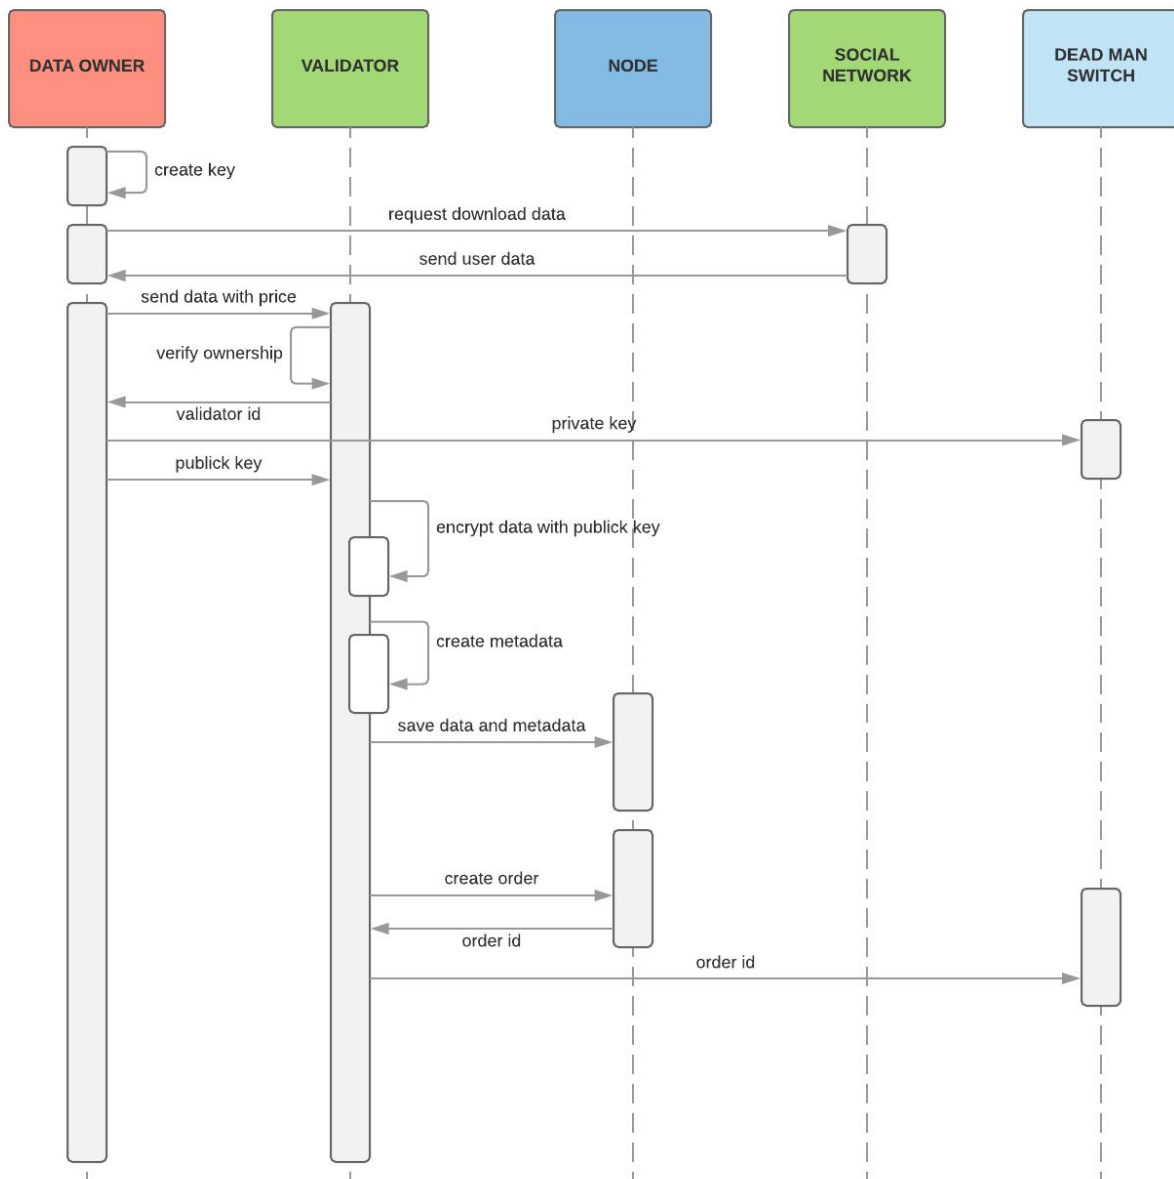 DATA OWNER
VALIDATOR
NODE
SOCIAL
NETWORK
DEAD MAN
SWITCH
create key
request download data
send user data
send data with price
verify ownership
validator id
private key
publick key
encrypt data with publick key
create metadata
save data and metadata
create order
order id
order id